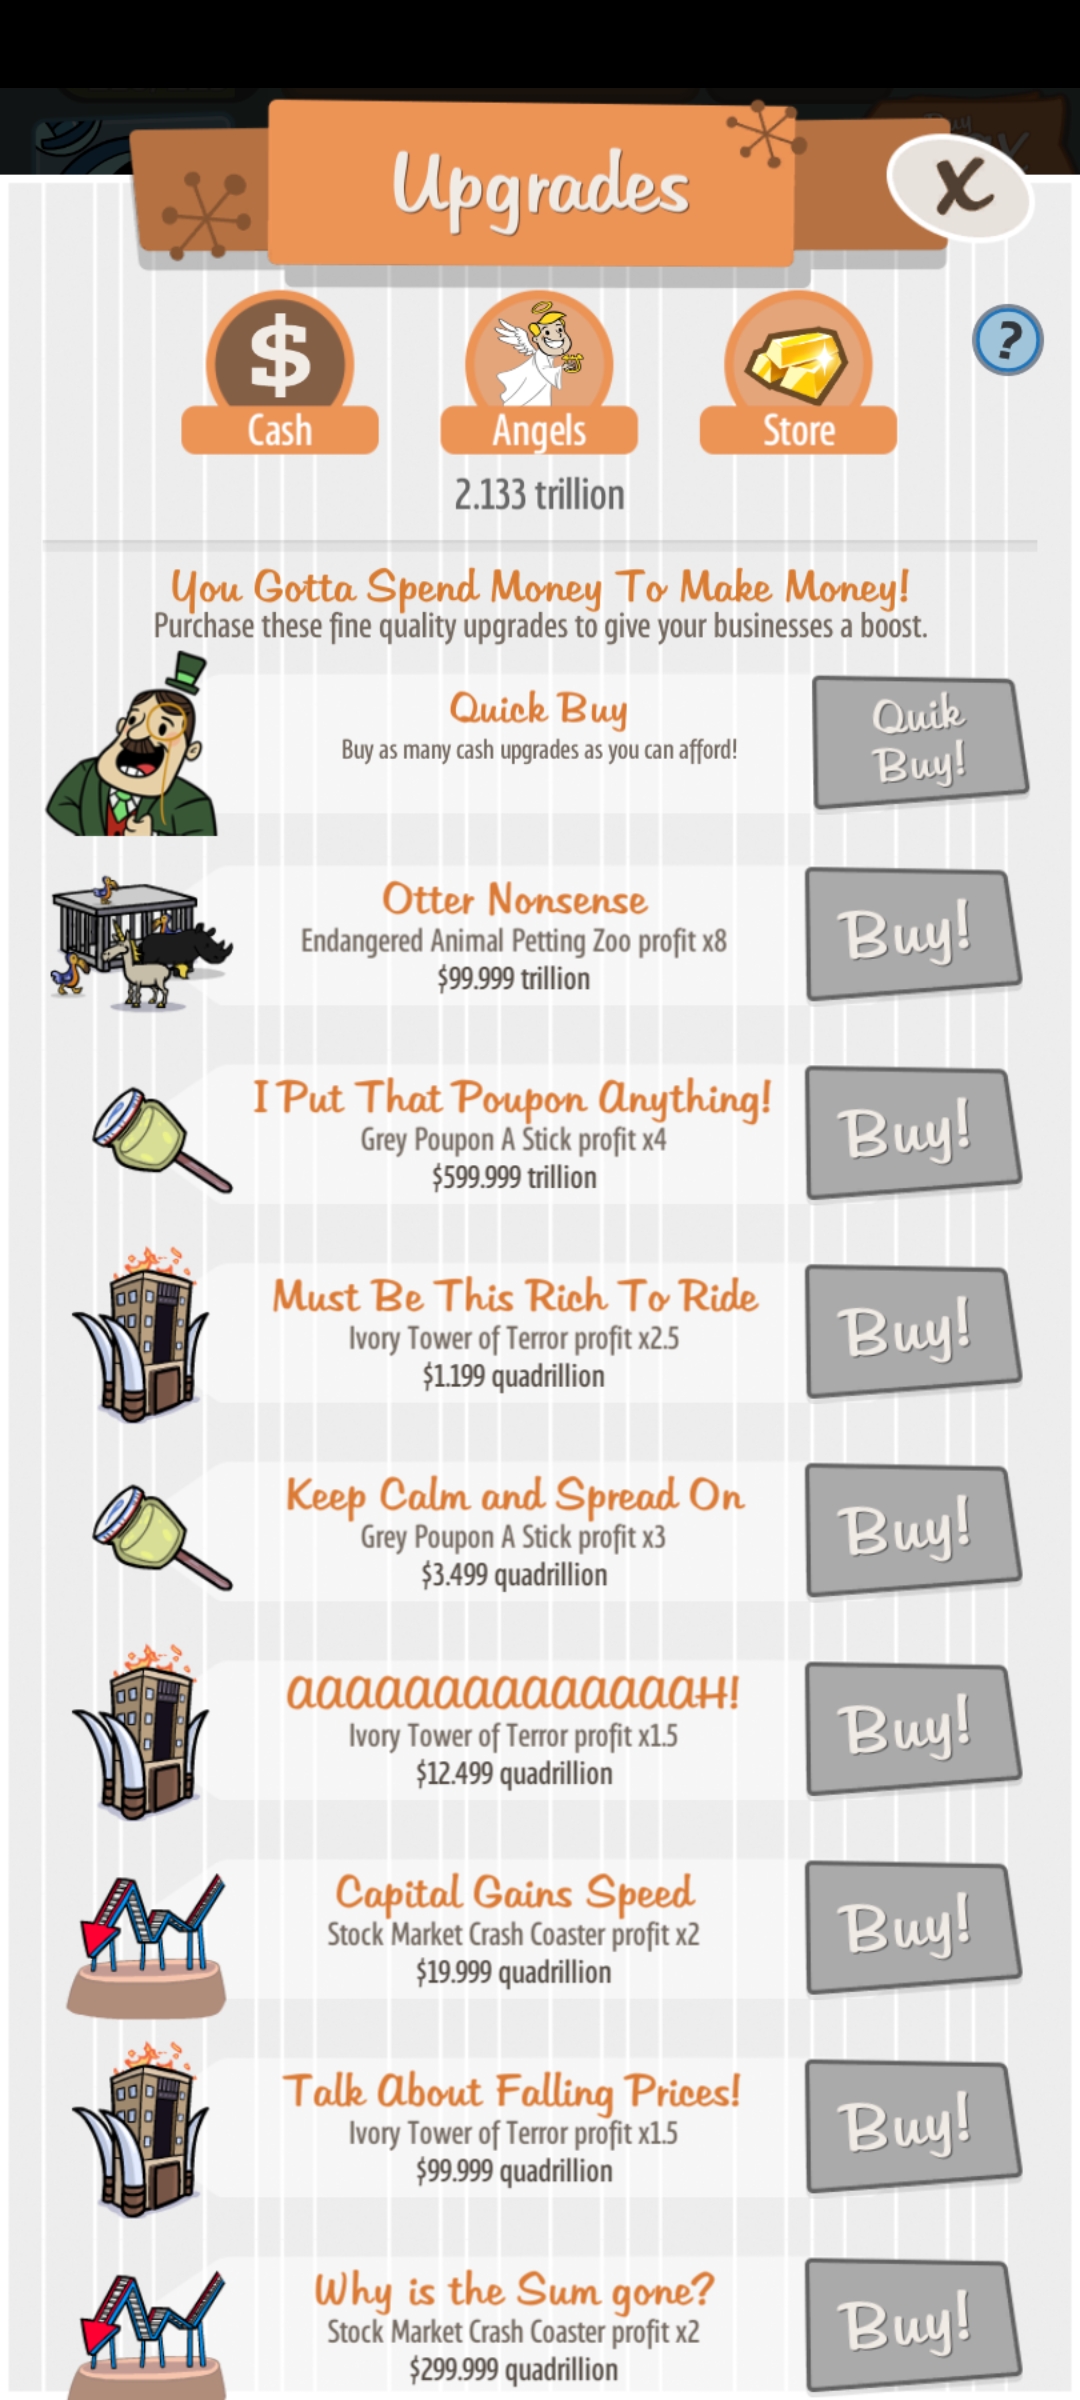 Upgrades
X
?
$
Cash
Angels
Store
2.133 trillion
You Gotta Spend Money To Make Money!
Purchase these fine quality upgrades to give your businesses a boost.
Quick Buy
Buy as many cash upgrades as you can afford!
Quik
Buy!
Otter Nonsense
Endangered Animal Petting Zoo profit x8
$99.999 trillion
Buy!
I Put That Poupon Anything!
Grey Poupon A Stick profit x4
$599.999 trillion
Buy!
Must Be This Rich To Ride
Ivory Tower of Terror profit x2.5
$1.199 quadrillion
Buy!
Keep Calm and Spread On
Grey Poupon A Stick profit x3
$3.499 quadrillion
Buy!
AAAAAAAAAAAAAAH!
Ivory Tower of Terror profit x1.5
$12.499 quadrillion
Buy!
Capital Gains Speed
Stock Market Crash Coaster profit x2
$19.999 quadrillion
Buy!
Talk About Falling Prices!
Ivory Tower of Terror profit x1.5
$99.999 quadrillion
Buy!
Why is the Sum gone?
Stock Market Crash Coaster profit x2
$299.999 quadrillion
Buy!